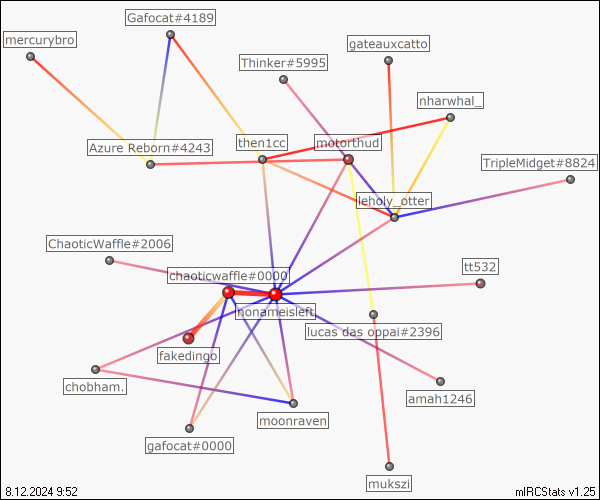 Gafocat#4189
mercurybro
gateauxcatto
Thinker#5995
nharwhal_
Azure Reborn#4243
then1cc
motorthud
TripleMidget#8824
leholy_otter
ChaoticWaffle#2006
chaoticwaffle#0000
tt532
nonameisleft
lucas das oppai#2396
fakedingo
chobham.
amah1246
moonraven
gafocat#0000
mukszi
8.12.2024 9:52
mIRCStats v1.25